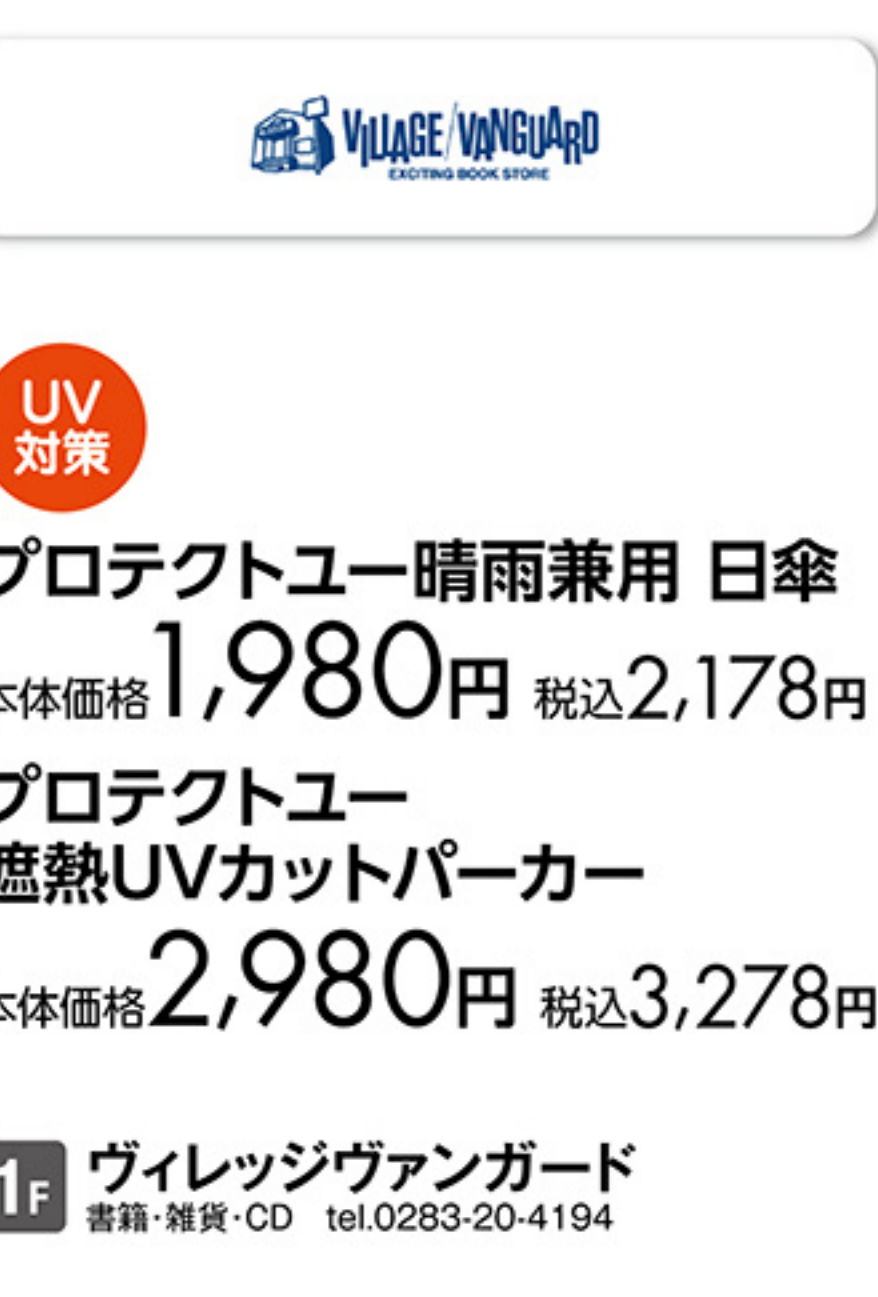 VILLAGE/VANGUARD
EXCITING BOOK STORE
UV
対策
プロテクトユー晴雨兼用 日傘
本体価格1,980円 税込2,178円
プロテクトユー
遮熱UVカットパーカー
本体価格2,980円 税込3,278円
1F ヴィレッジヴァンガード
書籍・雑貨・CD tel.0283-20-4194